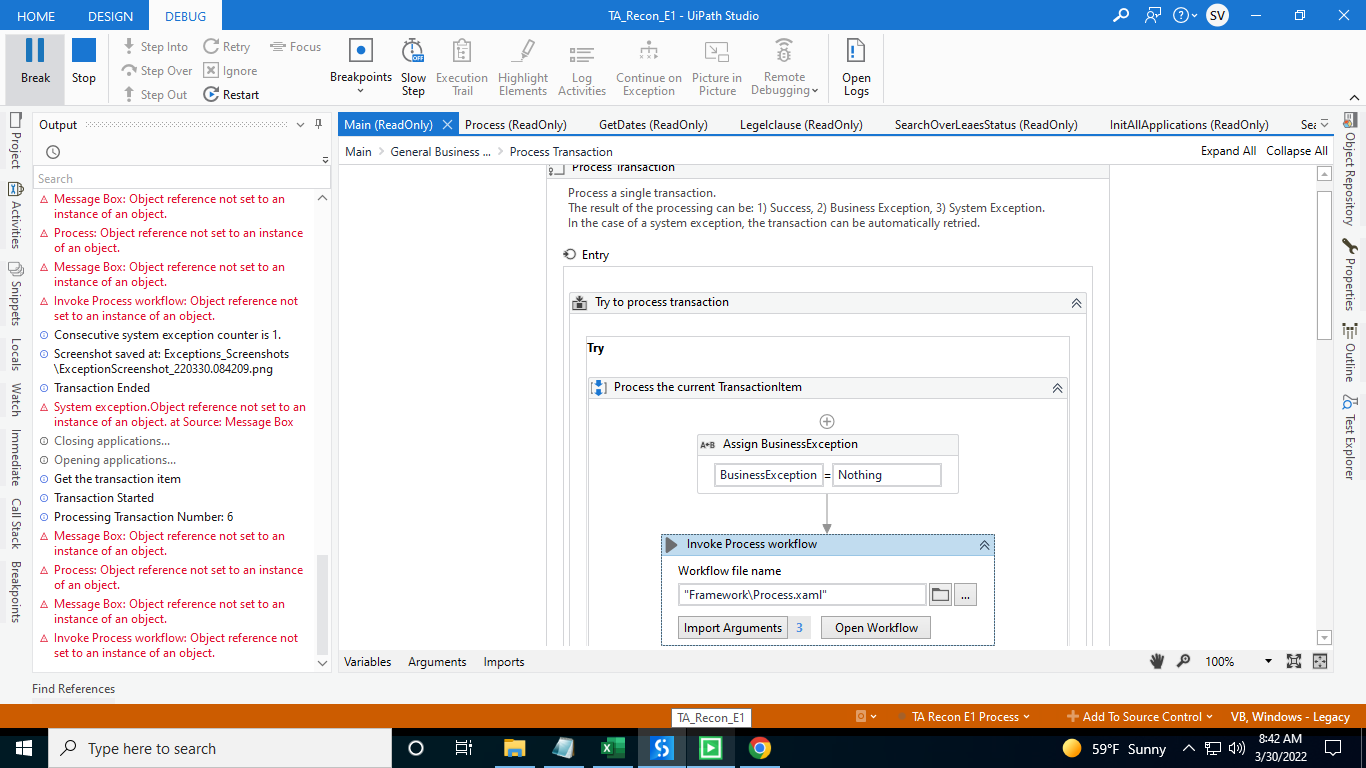 TA_Recon_E1 - UiPath Studio
HOME
DESIGN
DEBUG
SV
Break
Stop
Step Into
Step Over
Step Out
Retry
Ignore
Restart
Focus
Breakpoints
Slow
Step
OFF
Execution
Trail
Highlight
Elements
Log
Activities
Continue on
Exception
Picture in
Picture
Remote
Debugging
Open
Logs
Project
Activities
Snippets
Locals
Watch
Immediate
Call Stack
Breakpoints
Output
Search
Message Box: Object reference not set to an
instance of an object.
Process: Object reference not set to an instance
of an object.
Message Box: Object reference not set to an
instance of an object.
Invoke Process workflow: Object reference not
set to an instance of an object.
Consecutive system exception counter is 1.
Screenshot saved at: Exceptions_Screenshots
\ExceptionScreenshot_220330.084209.png
Transaction Ended
System exception.Object reference not set to an
instance of an object. at Source: Message Box
Closing applications...
Opening applications...
Get the transaction item
Transaction Started
Processing Transaction Number: 6
Message Box: Object reference not set to an
instance of an object.
Process: Object reference not set to an instance
of an object.
Message Box: Object reference not set to an
instance of an object.
Invoke Process workflow: Object reference not
set to an instance of an object.
Find References
Main (ReadOnly)
Process (ReadOnly)
GetDates (ReadOnly)
Legelclause (ReadOnly)
SearchOverLeaesStatus (ReadOnly)
InitAllApplications (ReadOnly)
Sea
Main
General Business ...
Process Transaction
Expand All
Collapse All
Process Transaction
Process a single transaction.
The result of the processing can be: 1) Success, 2) Business Exception, 3) System Exception.
In the case of a system exception, the transaction can be automatically retried.
Entry
Try to process transaction
Try
Process the current TransactionItem
A+B
Assign BusinessException
BusinessException = Nothing
Invoke Process workflow
Workflow file name
"Framework\Process.xaml"
...
Import Arguments 3
Open Workflow
Variables
Arguments
Imports
100%
Object Repository
Properties
Outline
Test Explorer
TA_Recon_E1
TA Recon E1 Process
Add To Source Control
VB, Windows - Legacy
Type here to search
59°F Sunny
8:42 AM
3/30/2022